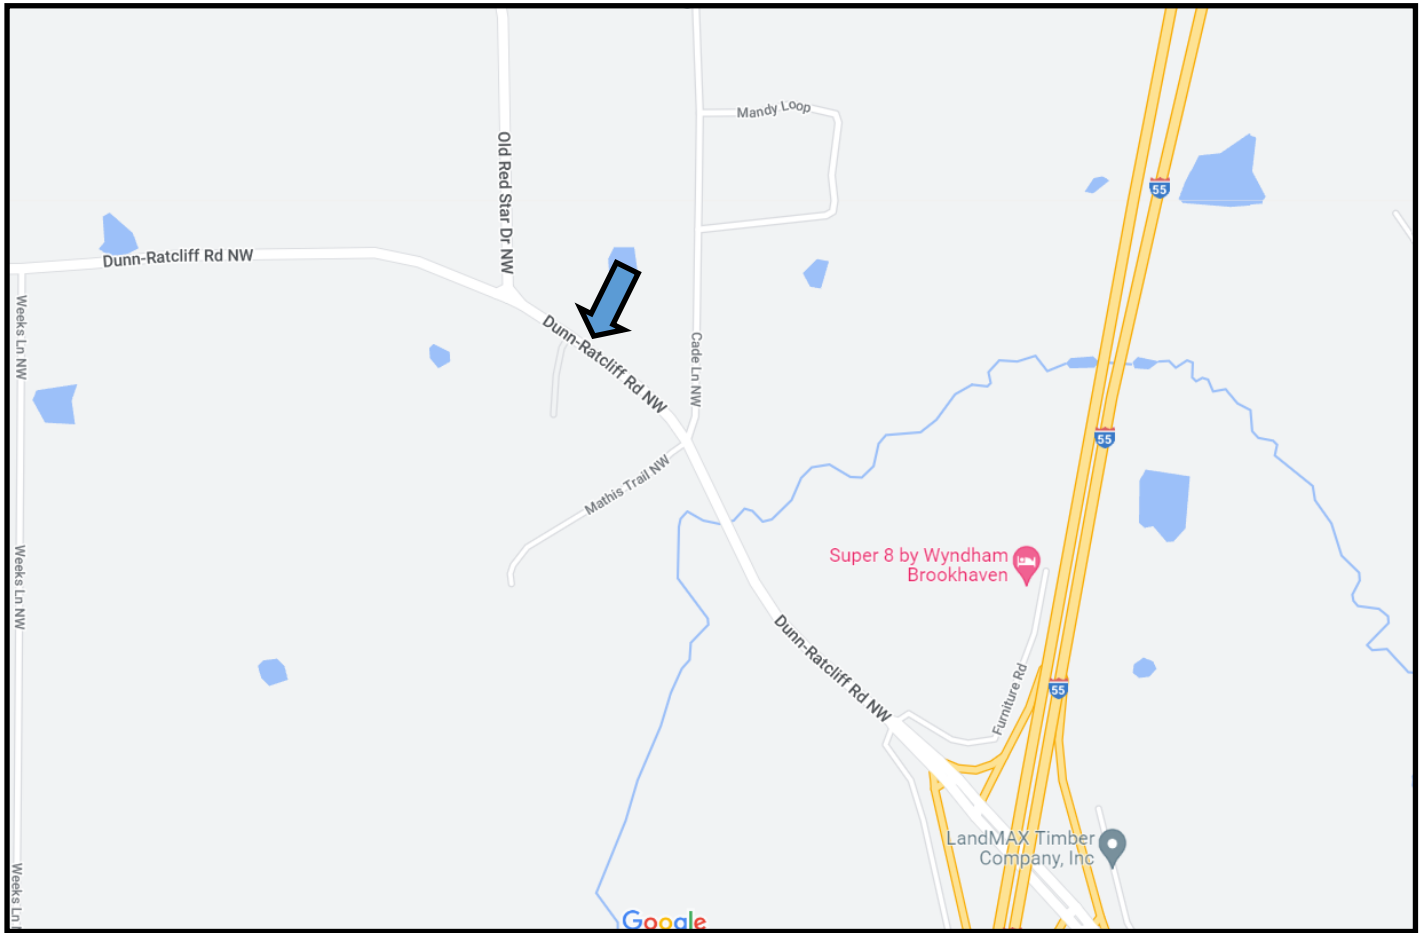 Mandy Loop
Old Red Star Dr NW
55
Dunn-Ratcliff Rd NW
Weeks Ln NW
Dunn-Ratcliff Rd NW
Cade Ln NW
55
Mathis Trail NW
Super 8 by Wyndham
Brookhaven
Weeks Ln NW
Dunn-Ratcliff Rd NW
Furniture Rd
55
LandMAX Timber
Company, Inc
Weeks Ln
Google